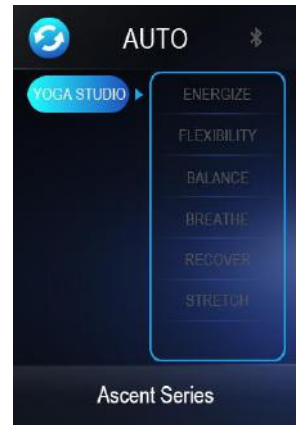 AUTO
YOGA STUDIO
ENERGIZE
FLEXIBILITY
BALANCE
BREATHE
RECOVER
STRETCH
Ascent Series